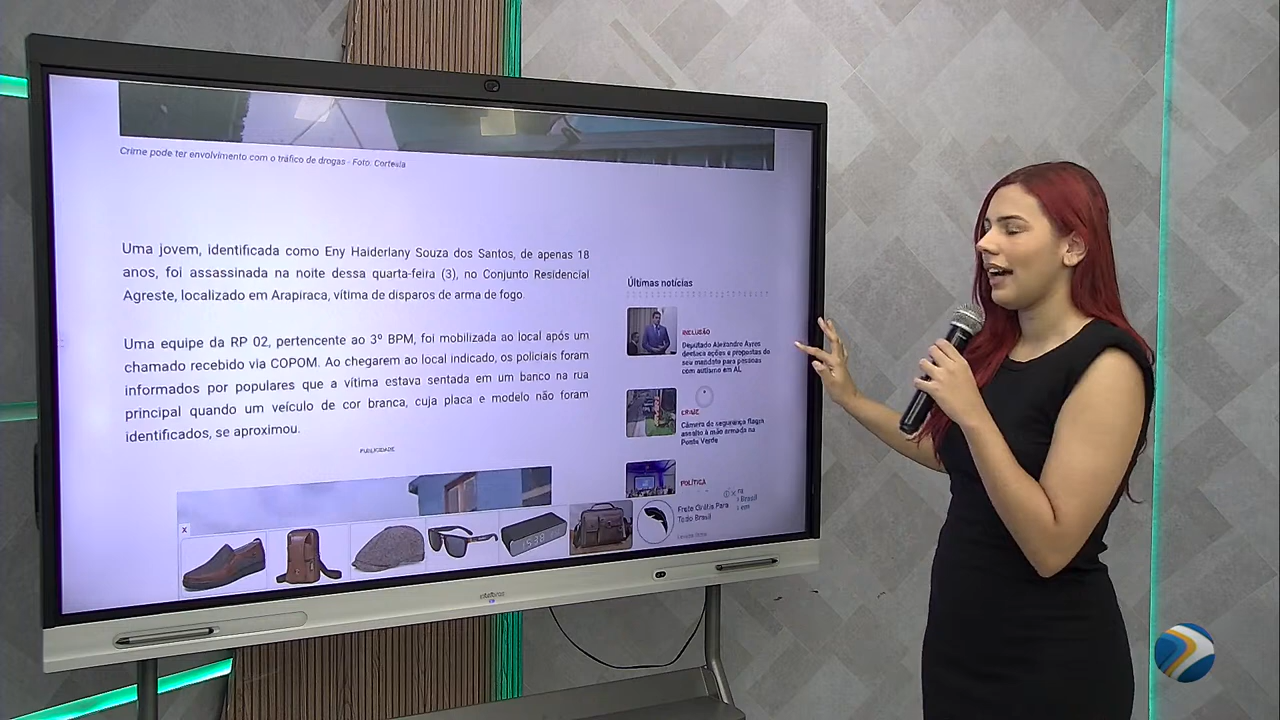 Crime pode ter envolvimento com o tráfico de drogas - Foto: Cortesia
Uma jovem, identificada como Eny Haiderlany Souza dos Santos, de apenas 18
anos, foi assassinada na noite dessa quarta-feira (3), no Conjunto Residencial
Agreste, localizado em Arapiraca, vítima de disparos de arma de fogo.
Uma equipe da RP 02, pertencente ao 3º BPM, foi mobilizada ao local após um
chamado recebido via COPOM. Ao chegarem ao local indicado, os policiais foram
informados por populares que a vítima estava sentada em um banco na rua
principal quando um veículo de cor branca, cuja placa e modelo não foram
identificados, se aproximou.
PUBLICIDADE
Últimas notícias
INCLUSÃO
Deputado Alexandre Ayres
destaca ações e propostas de
seu mandato para pessoas
com autismo em AL
CRIME
Câmera de segurança flagra
assalto à mão armada na
Ponta Verde
POLÍTICA
ra
Brasil
em
Frete Grátis Para
Todo Brasil
X
intelbras